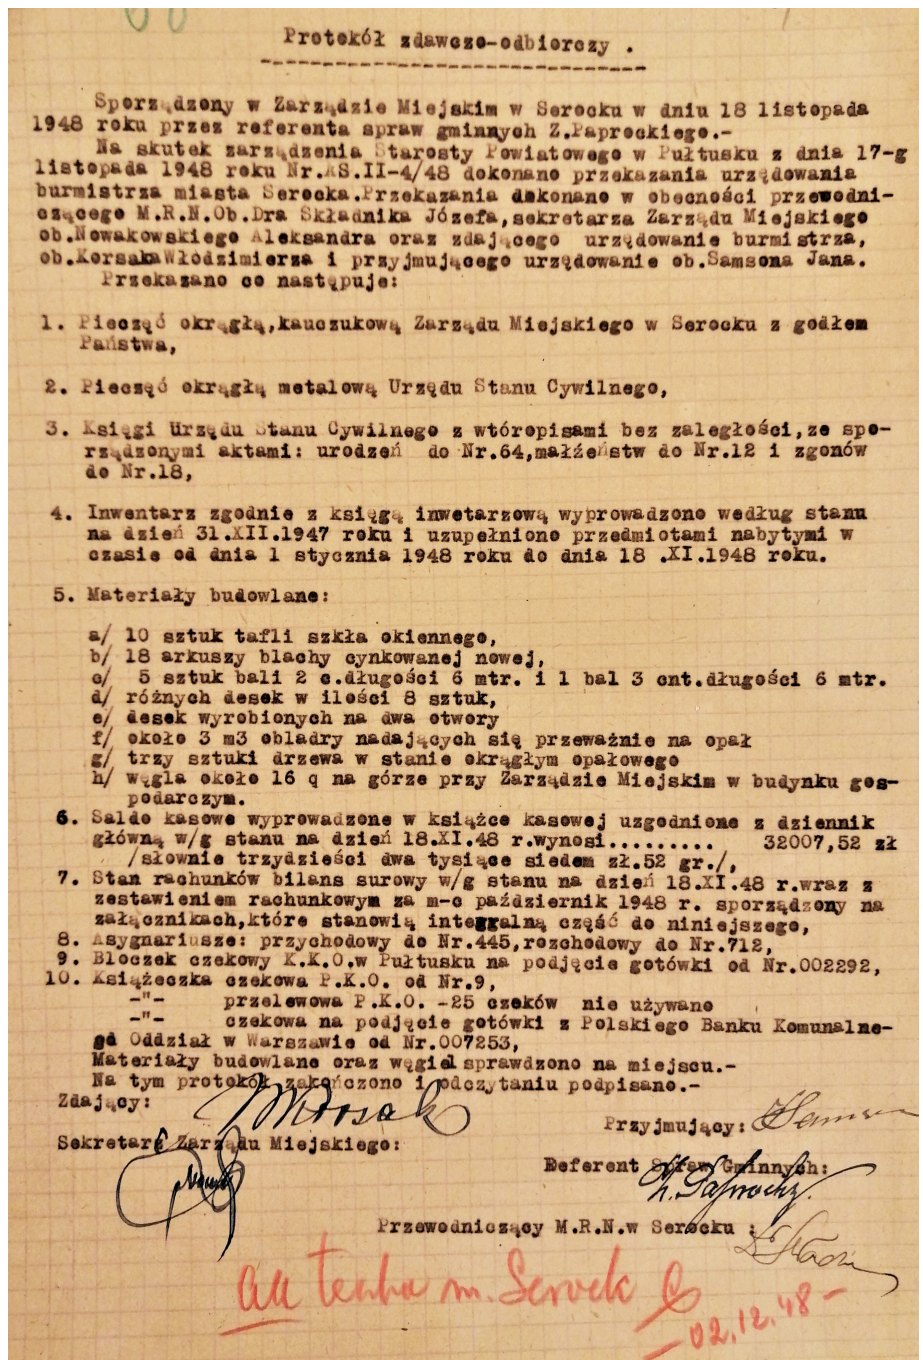 Protokół zdawczo-odbiorczy .
Sporządzony w Zarządzie Miejskim w Serocku w dniu 18 listopada
1948 roku przez referenta spraw gminnych Z.Paprockiego.-
Na skutek zarządzenia Starosty Powiatowego w Pułtusku z dnia 17-g
listopada 1948 roku Nr.AS.II-4/48 dokonano przekazania urzędowania
burmistrza miasta Serocka.Przekazania dokonano w obecności przewodni-
czącego M.R.N.Ob.Dra Składnika Józefa,sekretarza Zarządu Miejskiego
ob.Nowakowskiego Aleksandra oraz zdającego urzędowanie burmistrza,
ob.KorsakaWłodzimierza i przyjmującego urzędowanie ob.Samsona Jana.
Przekazano co następuje:
1. Pieczęć okrągłą,kauczukową Zarządu Miejskiego w Serocku z godłem
Państwa,
2. Pieczęć okrągłą metalową Urzędu Stanu Cywilnego,
3. Księgi Urzędu Stanu Cywilnego z wtóropisami bez zaległości,ze spo-
rządzonymi aktami: urodzeń do Nr.64,małżeństw do Nr.12 i zgonów
do Nr.18,
4. Inwentarz zgodnie z księgą inwetarzową wyprowadzono według stanu
na dzień 31.XII.1947 roku i uzupełniono przedmiotami nabytymi w
czasie od dnia 1 stycznia 1948 roku do dnia 18 .XI.1948 roku.
5. Materiały budowlane:
a/ 10 sztuk tafli szkła okiennego,
b/ 18 arkuszy blachy cynkowanej nowej,
c/ 5 sztuk bali 2 c.długości 6 mtr. i 1 bal 3 cnt.długości 6 mtr.
d/ różnych desek w ilości 8 sztuk,
e/ desek wyrobionych na dwa otwory
f/ około 3 m3 obladry nadających się przeważnie na opał
g/ trzy sztuki drzewa w stanie okrągłym opałowego
h/ węgla około 16 q na górze przy Zarządzie Miejskim w budynku gos-
podarczym.
6. Saldo kasowe wyprowadzone w książce kasowej uzgodnione z dziennik
główną w/g stanu na dzień 18.XI.48 r.wynosi......... 32007,52 zł
/słownie trzydzieści dwa tysiące siedem zł.52 gr./,
7. Stan rachunków bilans surowy w/g stanu na dzień 18.XI.48 r.wraz z
zestawieniem rachunkowym za m-c październik 1948 r. sporządzony na
załącznikach,które stanowią integralną część do niniejszego,
8. Asygnariusze: przychodowy do Nr.445,rozchodowy do Nr.712,
9. Bloczek czekowy K.K.O.w Pułtusku na podjęcie gotówki od Nr.002292,
10. Książeczka czekowa P.K.O. od Nr.9,
-"- przelewowa P.K.O. -25 czeków nie używano
-"- czekowa na podjęcie gotówki z Polskiego Banku Komunalne-
go Oddział w Warszawie od Nr.007253,
Materiały budowlane oraz węgiel sprawdzono na miejscu.-
Na tym protokół zakończono i odczytaniu podpisano.-
Zdający:
Przyjmujący: Samson
Sekretarz Zarządu Miejskiego:
Referent Spraw Gminnych:
Z. Paprocki.
Przewodniczący M.R.N.w Serocku :
aa teczka m. Serock
02.12.48-